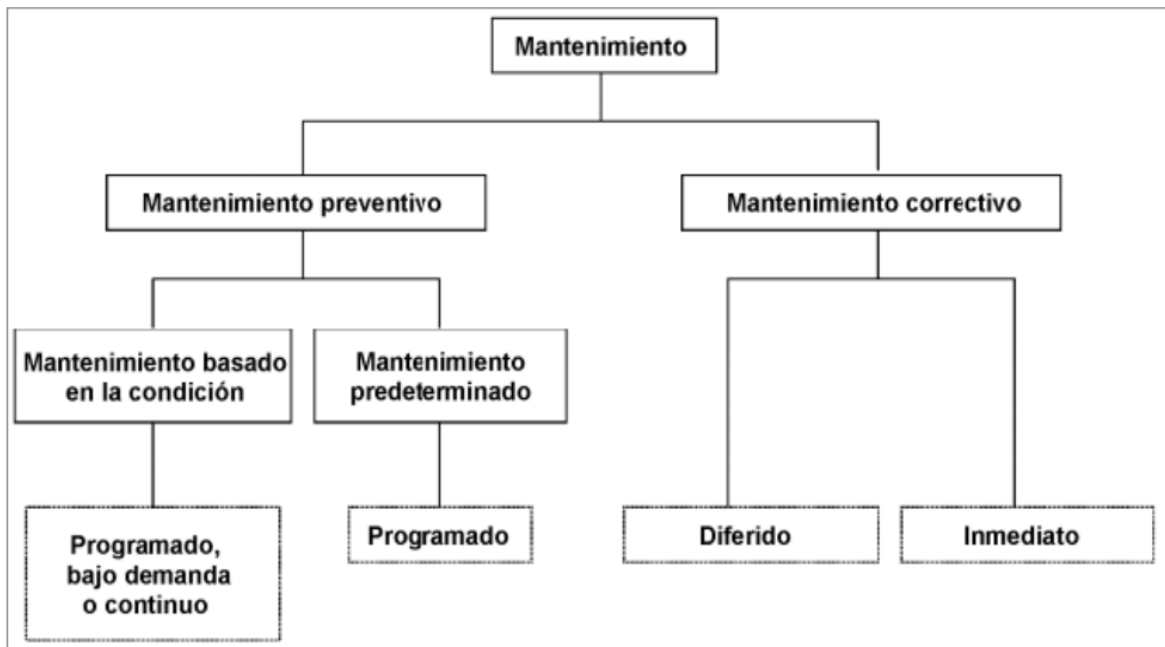 Mantenimiento
Mantenimiento preventivo
Mantenimiento correctivo
Mantenimiento basado
en la condición
Mantenimiento
predeterminado
Programado,
bajo demanda
o continuo
Programado
Diferido
Inmediato